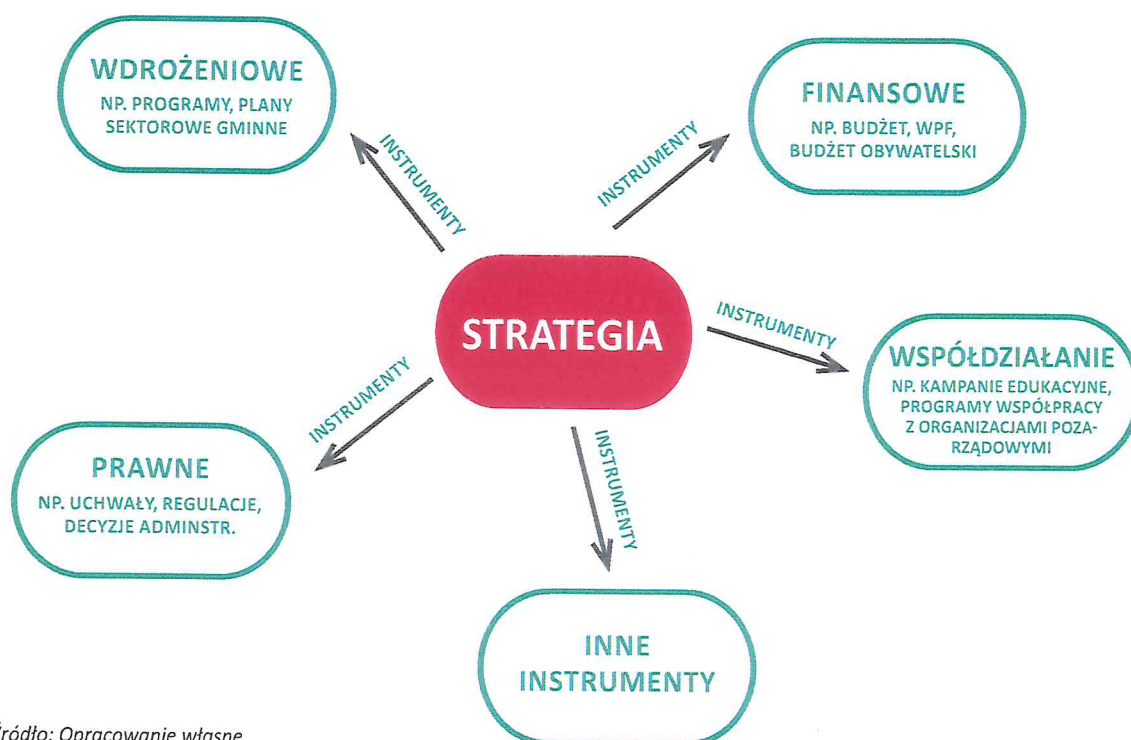 WDROŻENIOWE
NP. PROGRAMY, PLANY
SEKTOROWE GMINNE
FINANSOWE
NP. BUDŻET, WPF,
BUDŻET OBYWATELSKI
INSTRUMENTY
INSTRUMENTY
STRATEGIA
INSTRUMENTY
WSPÓŁDZIAŁANIE
NP. KAMPANIE EDUKACYJNE,
PROGRAMY WSPÓŁPRACY
Z ORGANIZACJAMI POZA-
RZĄDOWYMI
INSTRUMENTY
PRAWNE
NP. UCHWAŁY, REGULACJE,
DECYZJE ADMINSTR.
INSTRUMENTY
INNE
INSTRUMENTY
ródło: Opracowanie własne